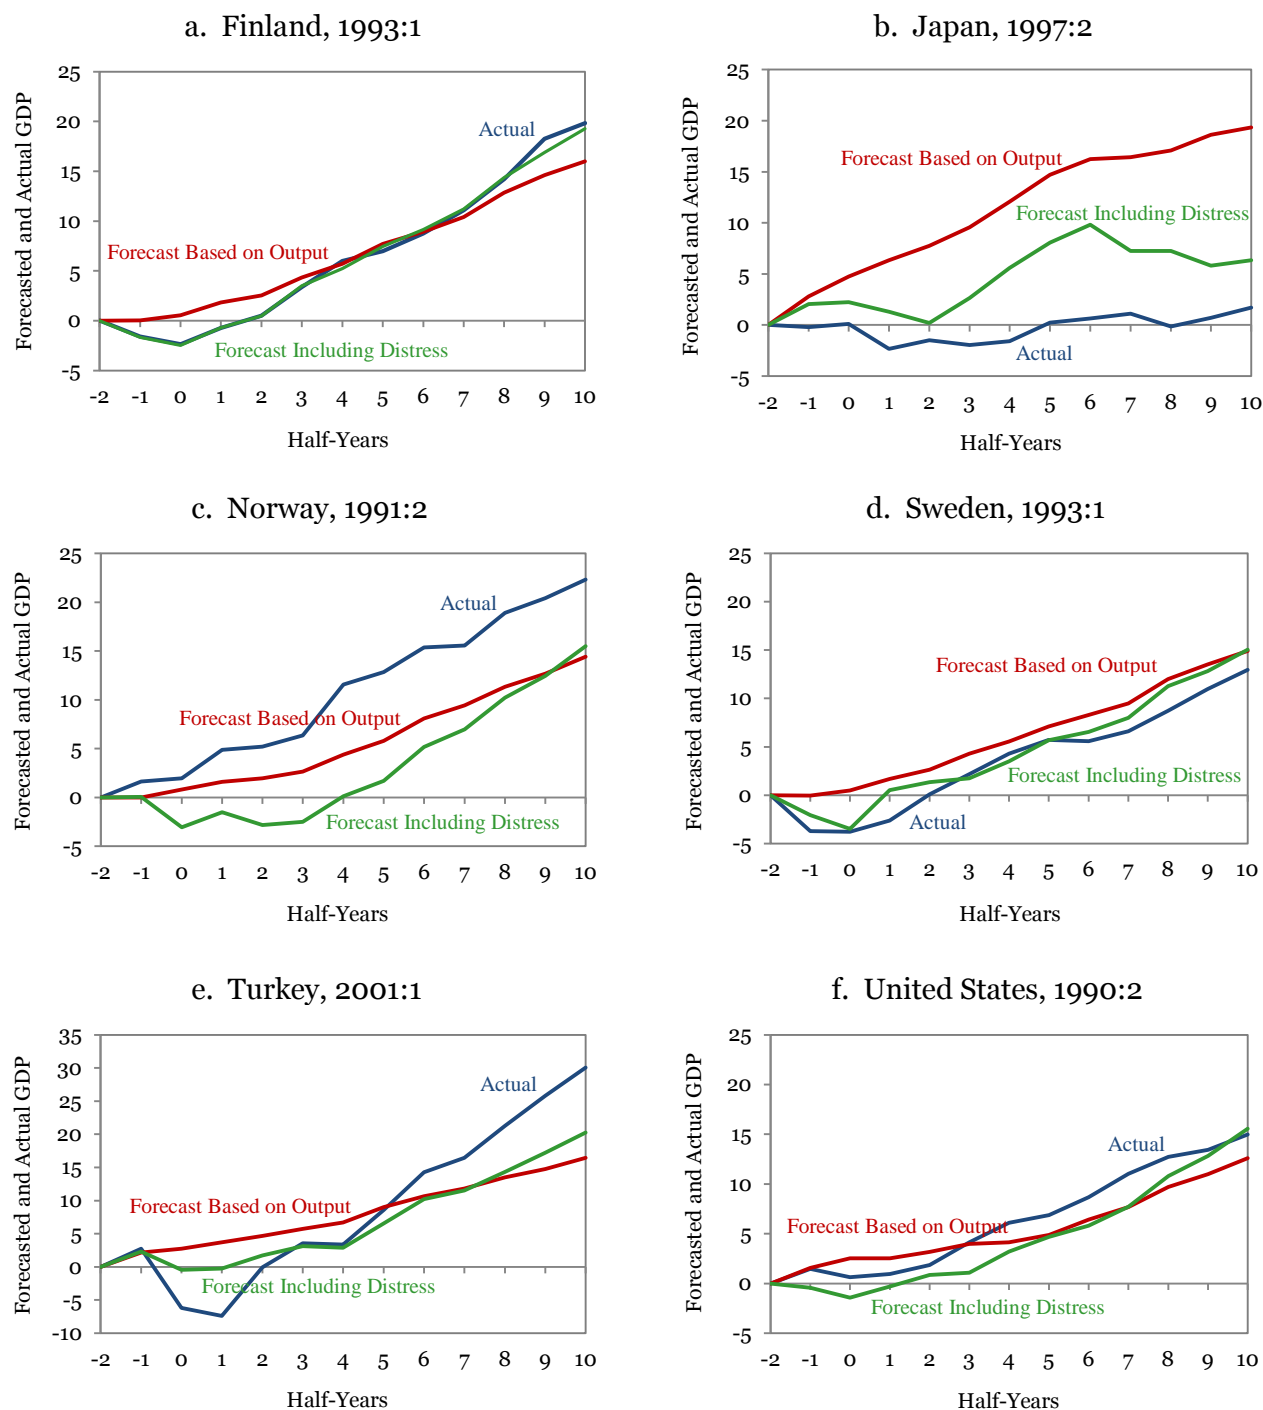 a. Finland, 1993:1
Forecasted and Actual GDP
25
20
15
10
5
0
-5
Actual
Forecast Based on Output
Forecast Including Distress
-2 -1 0 1 2 3 4 5 6 7 8 9 10
Half-Years
b. Japan, 1997:2
Forecasted and Actual GDP
25
20
15
10
5
0
-5
Forecast Based on Output
Forecast Including Distress
Actual
-2 -1 0 1 2 3 4 5 6 7 8 9 10
Half-Years
c. Norway, 1991:2
Forecasted and Actual GDP
25
20
15
10
5
0
-5
Actual
Forecast Based on Output
Forecast Including Distress
-2 -1 0 1 2 3 4 5 6 7 8 9 10
Half-Years
d. Sweden, 1993:1
Forecasted and Actual GDP
25
20
15
10
5
0
-5
Forecast Based on Output
Forecast Including Distress
Actual
-2 -1 0 1 2 3 4 5 6 7 8 9 10
Half-Years
e. Turkey, 2001:1
Forecasted and Actual GDP
35
30
25
20
15
10
5
0
-5
-10
Actual
Forecast Based on Output
Forecast Including Distress
-2 -1 0 1 2 3 4 5 6 7 8 9 10
Half-Years
f. United States, 1990:2
Forecasted and Actual GDP
25
20
15
10
5
0
-5
Actual
Forecast Based on Output
Forecast Including Distress
-2 -1 0 1 2 3 4 5 6 7 8 9 10
Half-Years